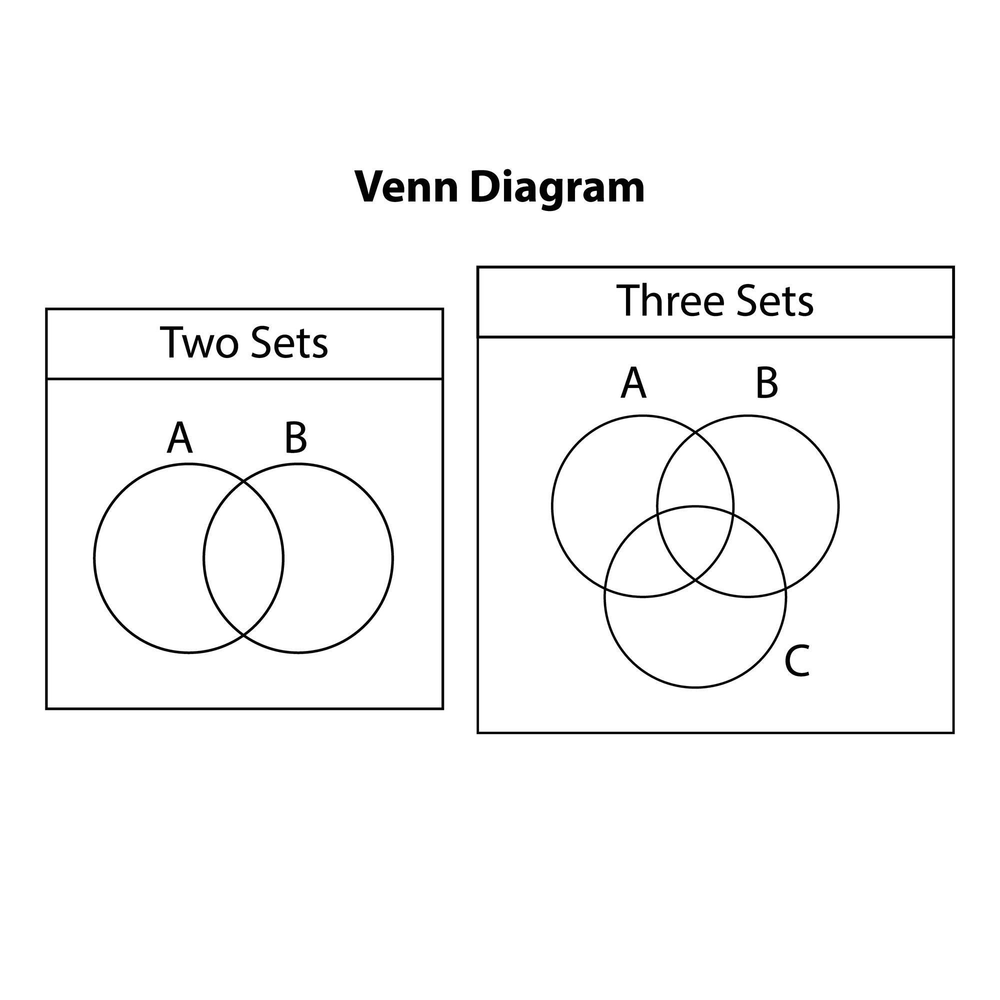 Venn Diagram
Two Sets
A B
Three Sets
A B
C